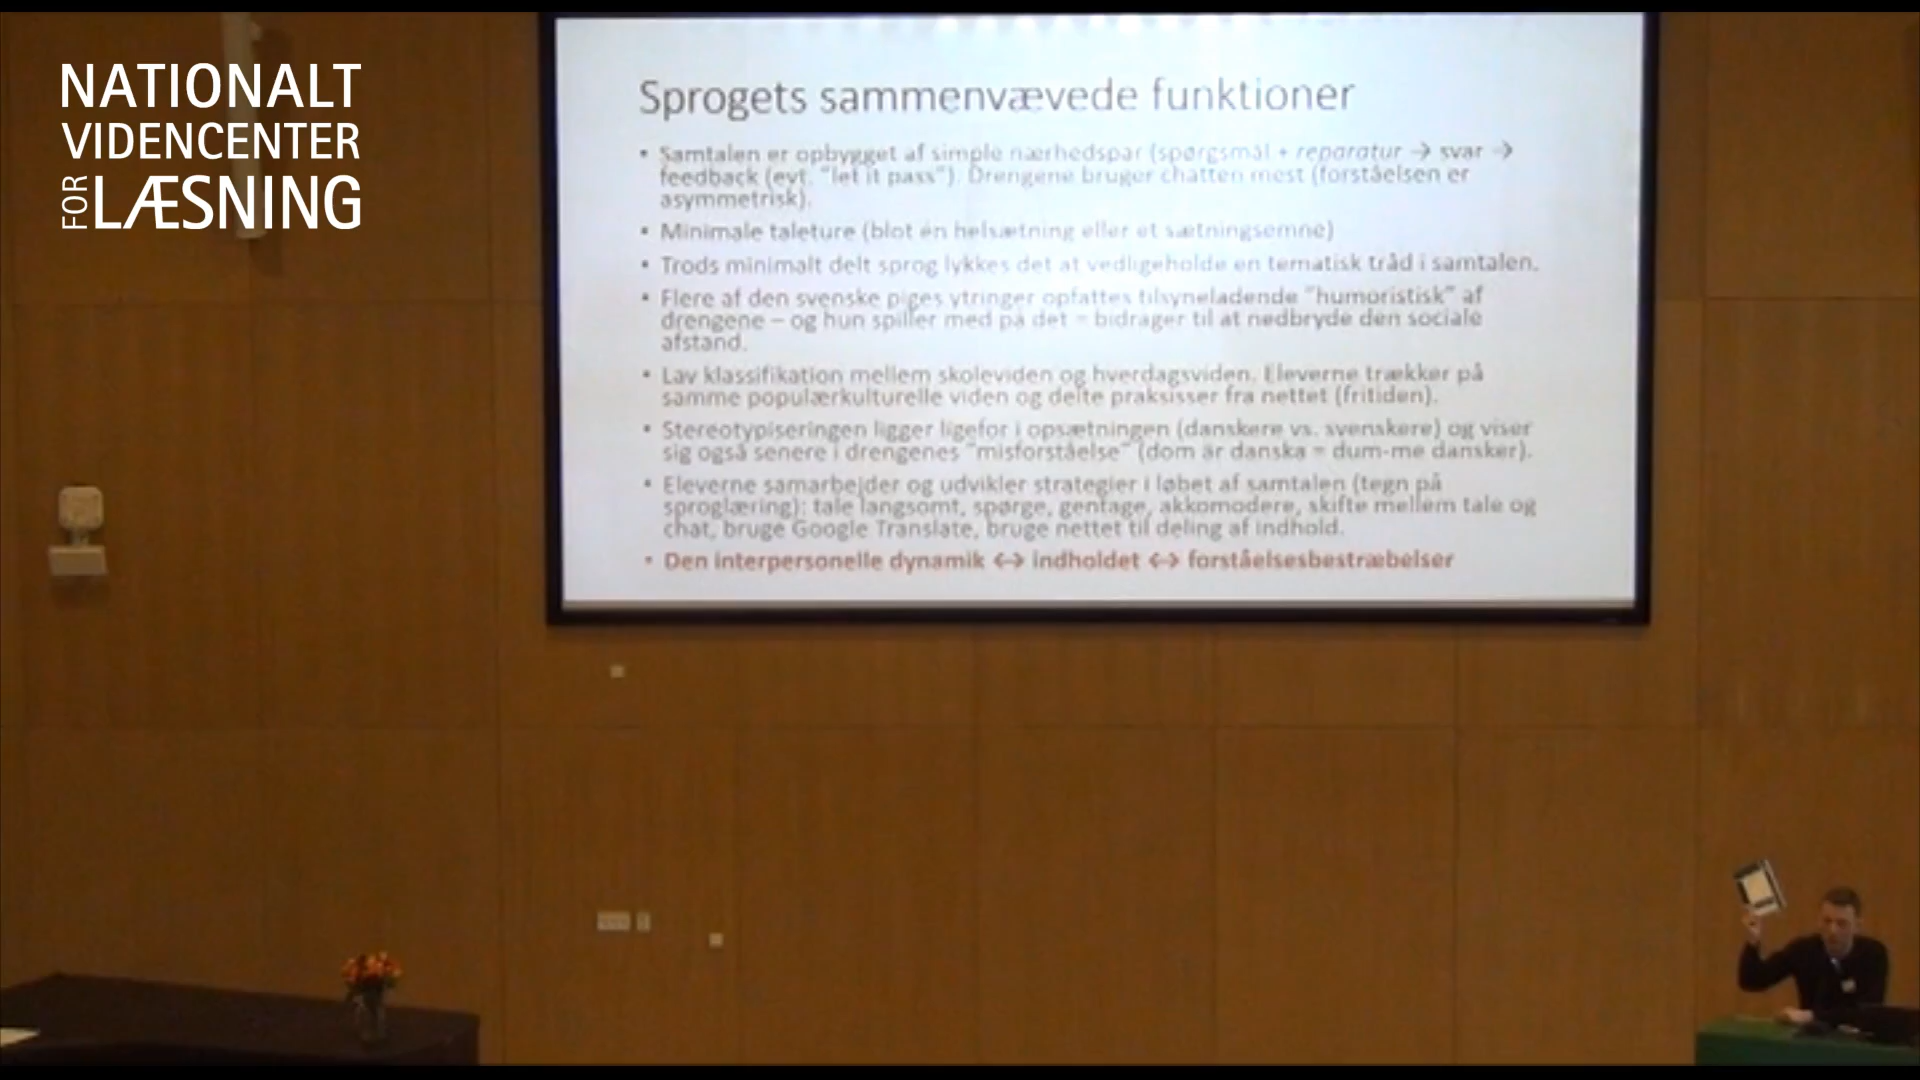 NATIONALT
VIDENCENTER
FOR LÆSNING
Sprogets sammenvævede funktioner
• Samtalen er opbygget af simple nærhedspar (spørgsmål + reparatur → svar →
feedback (evt. "let it pass"). Drengene bruger chatten mest (forståelsen er
asymmetrisk).
• Minimale taleture (blot én helsætning eller et sætningsemne)
• Trods minimalt delt sprog lykkes det at vedligeholde en tematisk tråd i samtalen.
• Flere af den svenske piges ytringer opfattes tilsyneladende "humoristisk" af
drengene – og hun spiller med på det = bidrager til at nedbryde den sociale
afstand.
• Lav klassifikation mellem skoleviden og hverdagsviden. Eleverne trækker på
samme populærkulturelle viden og delte praksisser fra nettet (fritiden).
• Stereotypiseringen ligger ligefor i opsætningen (danskere vs. svenskere) og viser
sig også senere i drengenes "misforståelse" (dom är danska = dum-me dansker).
• Eleverne samarbejder og udvikler strategier i løbet af samtalen (tegn på
sproglæring): tale langsomt, spørge, gentage, akkomodere, skifte mellem tale og
chat, bruge Google Translate, bruge nettet til deling af indhold.
• Den interpersonelle dynamik ↔ indholdet ↔ forståelsesbestræbelser